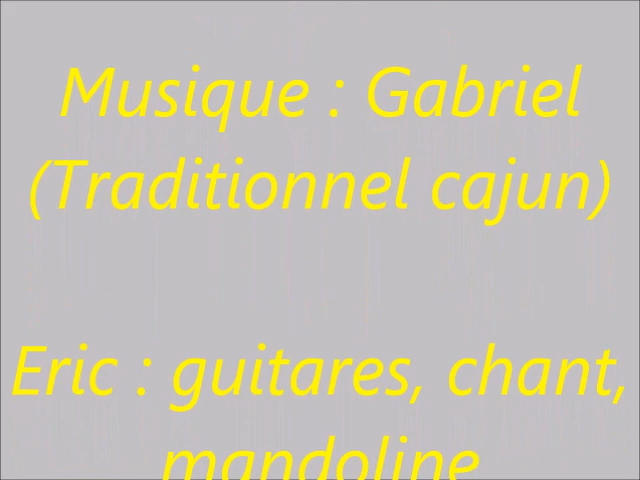 Musique : Gabriel
(Traditionnel cajun)
Eric : guitares, chant,
mandoline